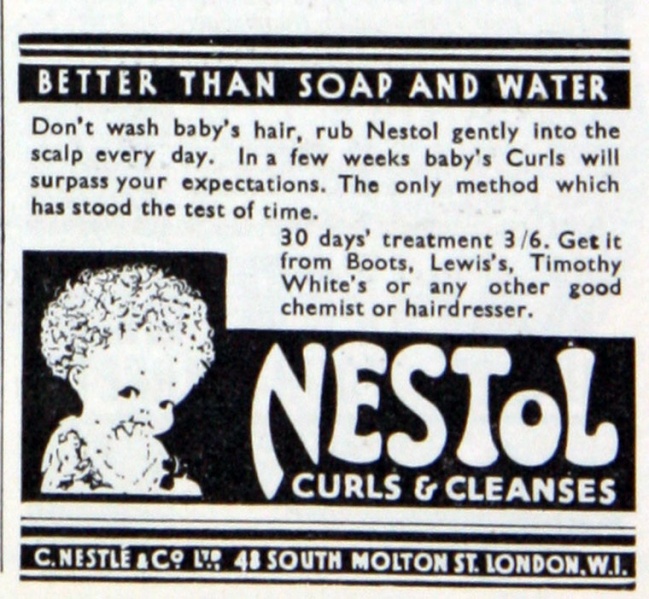 BETTER THAN SOAP AND WATER
Don't wash baby's hair, rub Nestol gently into the
scalp every day. In a few weeks baby's Curls will
surpass your expectations. The only method which
has stood the test of time.
30 days' treatment 3/6. Get it
from Boots, Lewis's, Timothy
White's or any other good
chemist or hairdresser.
NESTOL
CURLS & CLEANSES
C. NESTLÉ & CO LTD 48 SOUTH MOLTON ST. LONDON, W.I.